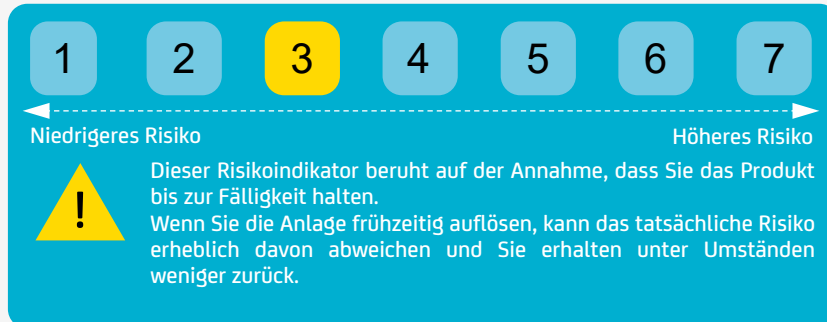 1 2 3 4 5 6 7
Niedrigeres Risiko Höheres Risiko
!
Dieser Risikoindikator beruht auf der Annahme, dass Sie das Produkt
bis zur Fälligkeit halten.
Wenn Sie die Anlage frühzeitig auflösen, kann das tatsächliche Risiko
erheblich davon abweichen und Sie erhalten unter Umständen
weniger zurück.